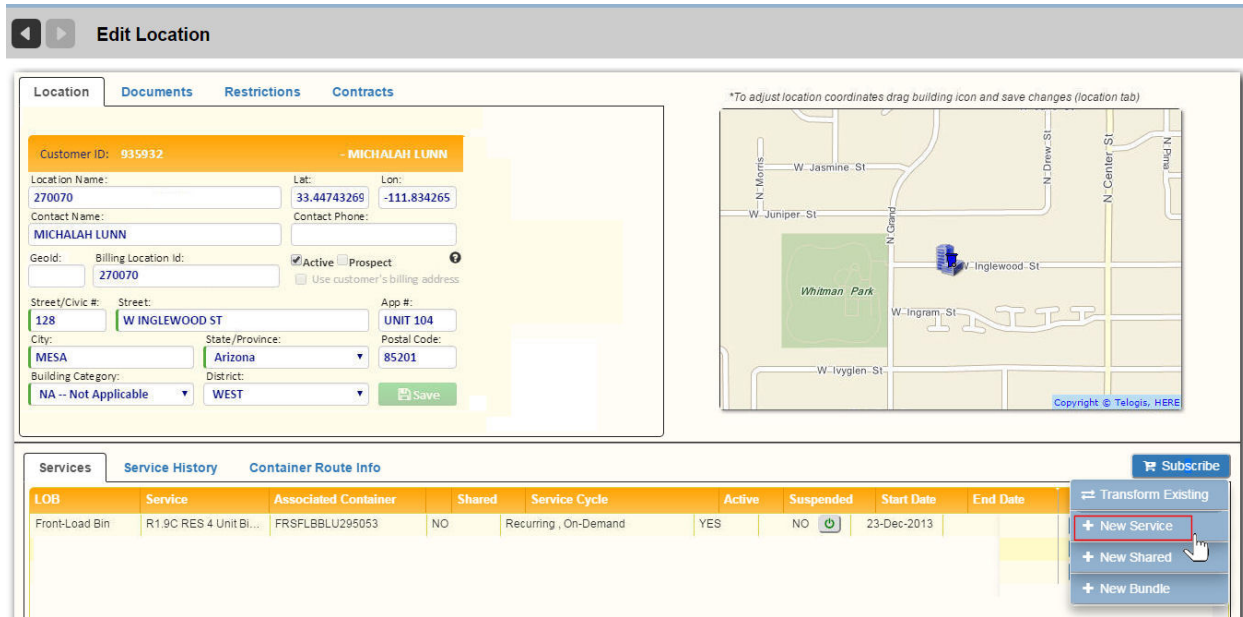 Edit Location
Location Documents Restrictions Contracts
*To adjust location coordinates drag building icon and save changes (location tab)
Customer ID: 935932 - MICHALAH LUNN
Location Name: Lat: Lon:
270070 33.44743269 -111.834265
Contact Name: Contact Phone:
MICHALAH LUNN
GeoId: Billing Location Id: Active Prospect
270070 Use customer's billing address
Street/Civic #: Street: App #:
128 W INGLEWOOD ST UNIT 104
City: State/Province: Postal Code:
MESA Arizona 85201
Building Category: District:
NA -- Not Applicable WEST Save
N Morris
W Jasmine St
N Drew St
N Center St
N Pima
W Juniper St
N Grand
W Inglewood St
Whitman Park
W Ingram St
W Ivyglen St
Copyright © Telogis, HERE
Services Service History Container Route Info Subscribe
LOB Service Associated Container Shared Service Cycle Active Suspended Start Date End Date
Front-Load Bin R1.9C RES 4 Unit Bi... FRSFLBBLU295053 NO Recurring , On-Demand YES NO 23-Dec-2013
Transform Existing
+ New Service
+ New Shared
+ New Bundle